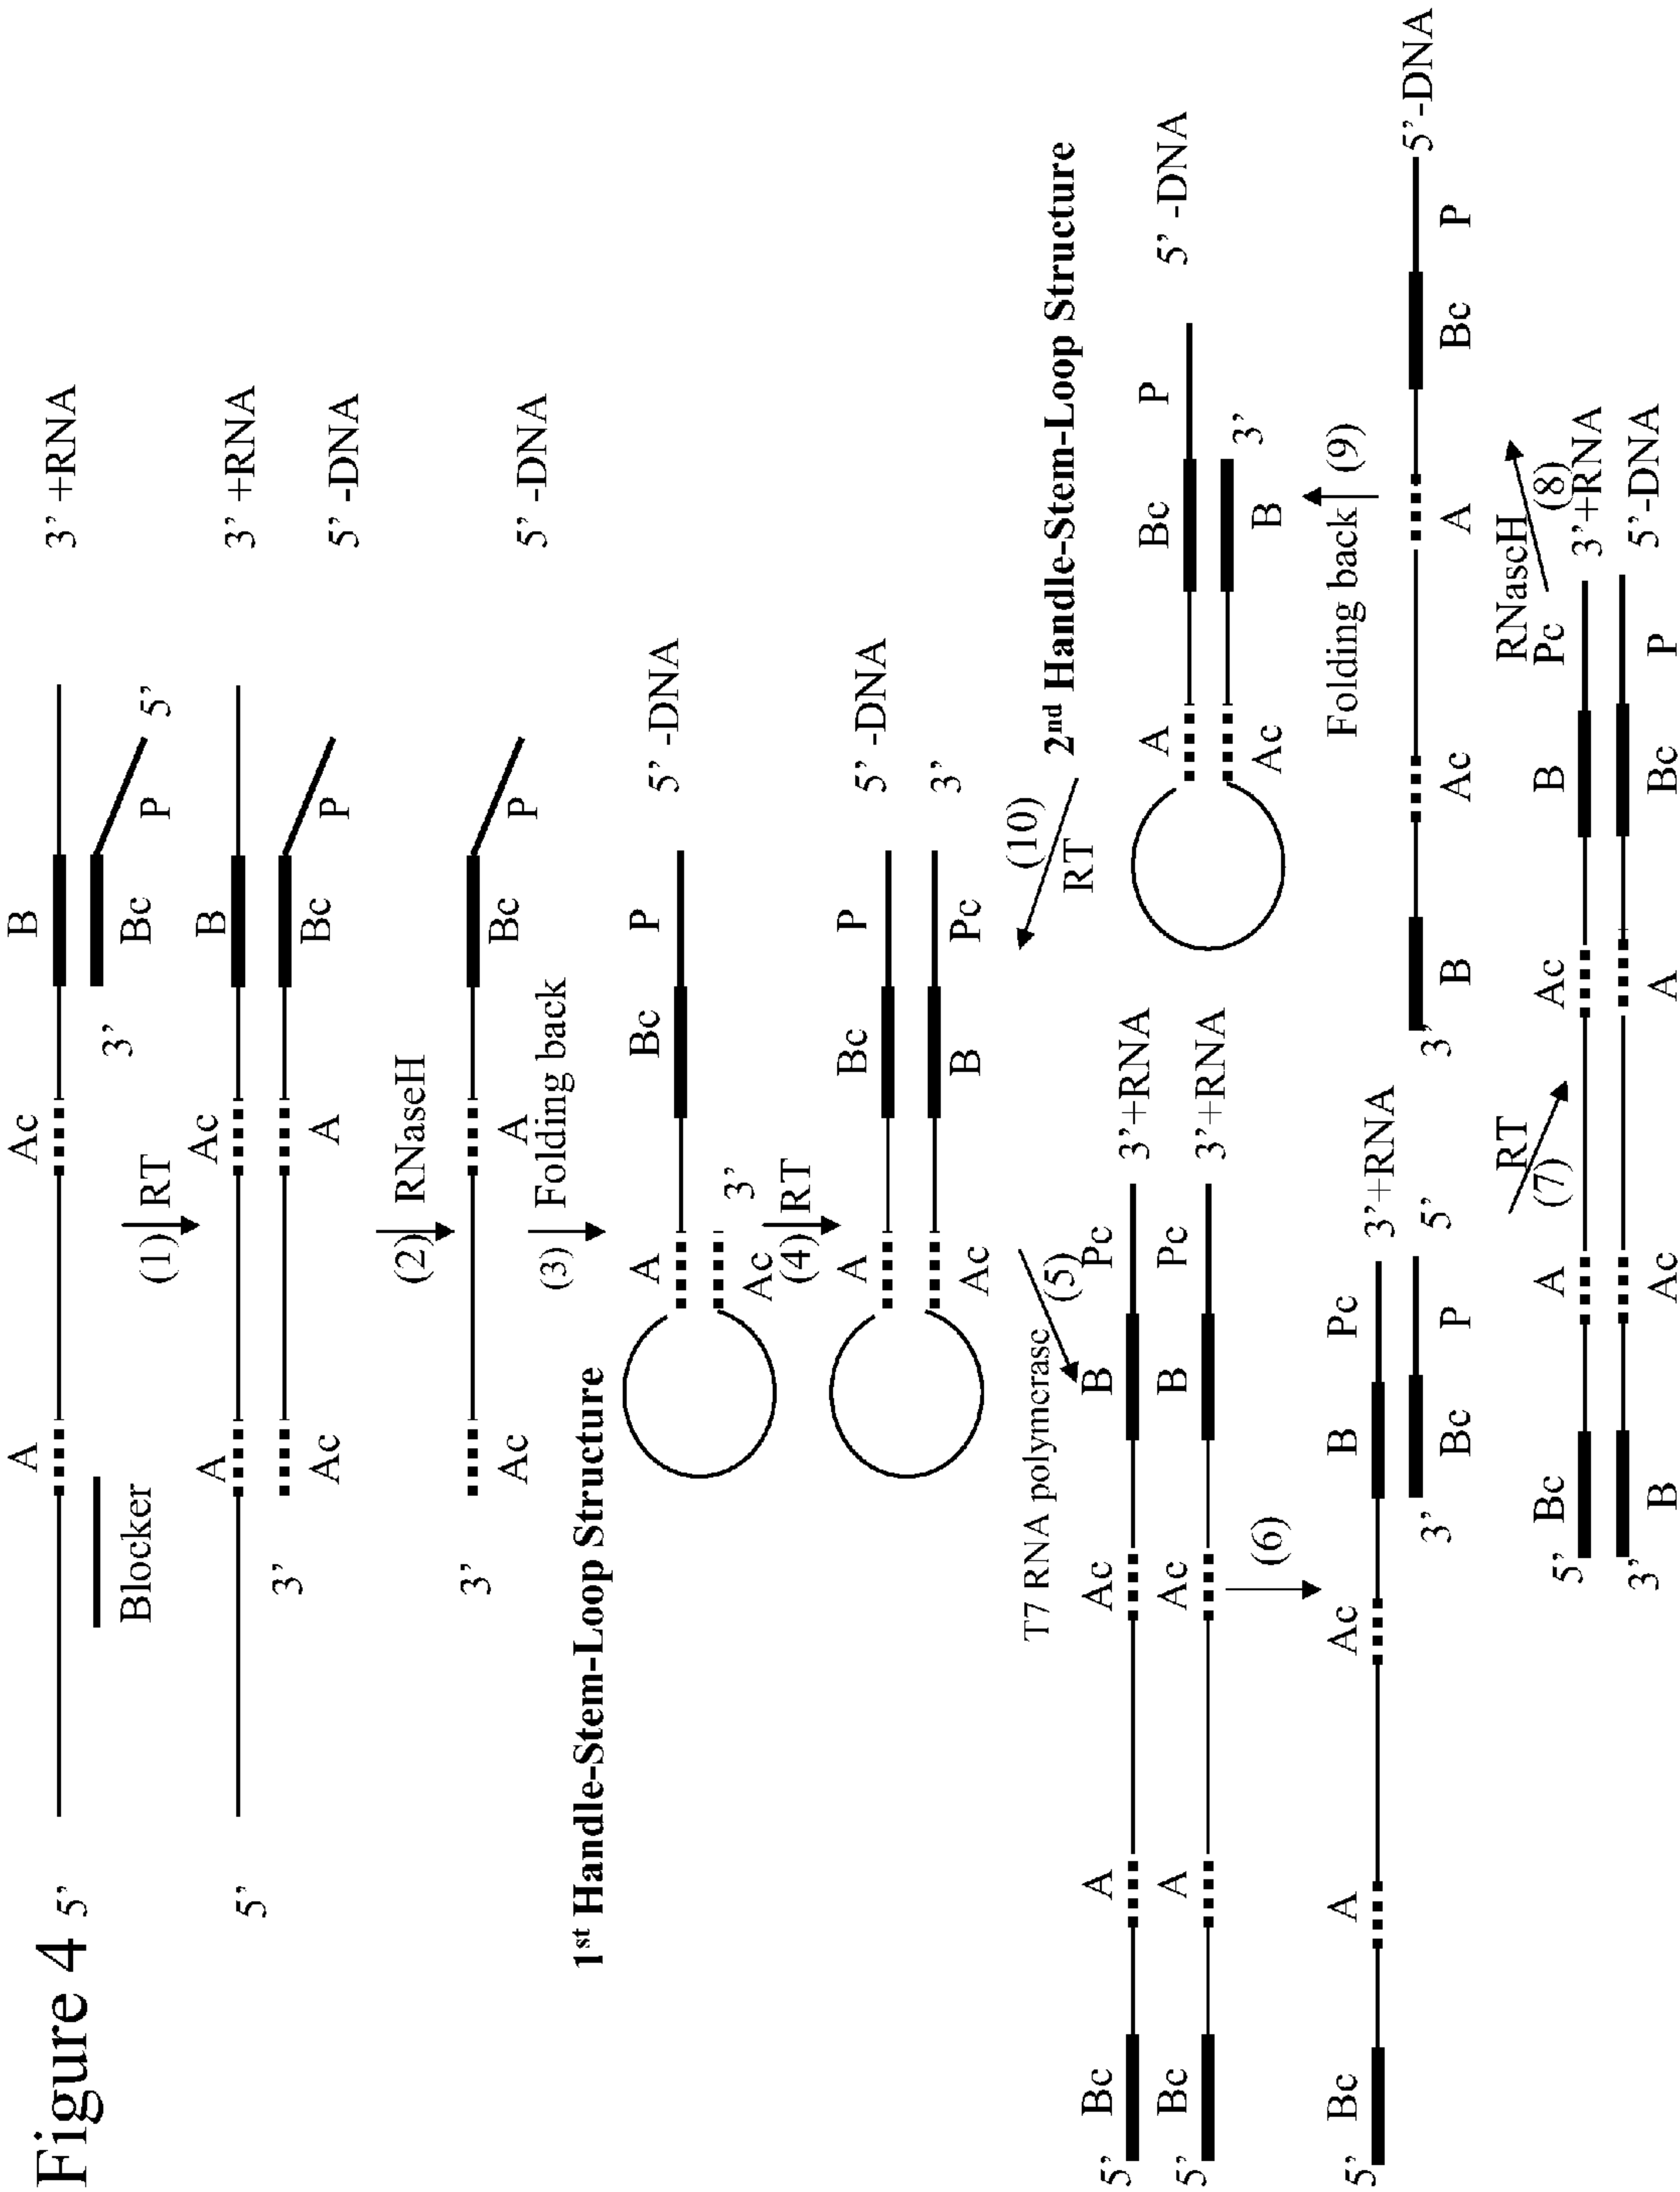 Figure 4
A Ac B
5' 3' +RNA
Blocker 3' Bc P 5'
(1) RT
A Ac B
5' 3' +RNA
3' Ac A Bc P 5' -DNA
(2) RNaseH
3' Ac A Bc P 5' -DNA
(3) Folding back
1st Handle-Stem-Loop Structure
A Bc P 5' -DNA
Ac 3'
(4) RT
A Bc P 5' -DNA
Ac B Pc 3'
T7 RNA polymerase (5)
(10) RT
2nd Handle-Stem-Loop Structure
Bc A Ac B Pc
5' 3'+RNA
Bc A Ac B Pc
5' 3'+RNA
A Bc P 5' -DNA
Ac B 3'
(6)
Folding back (9)
Bc A Ac B Pc
5' 3'+RNA
3' Bc P 5'
3' B Ac A Bc P 5'-DNA
(7) RT
RNaseH (8)
Bc A Ac B Pc
5' 3'+RNA
3' 5'-DNA
B Ac A Bc P